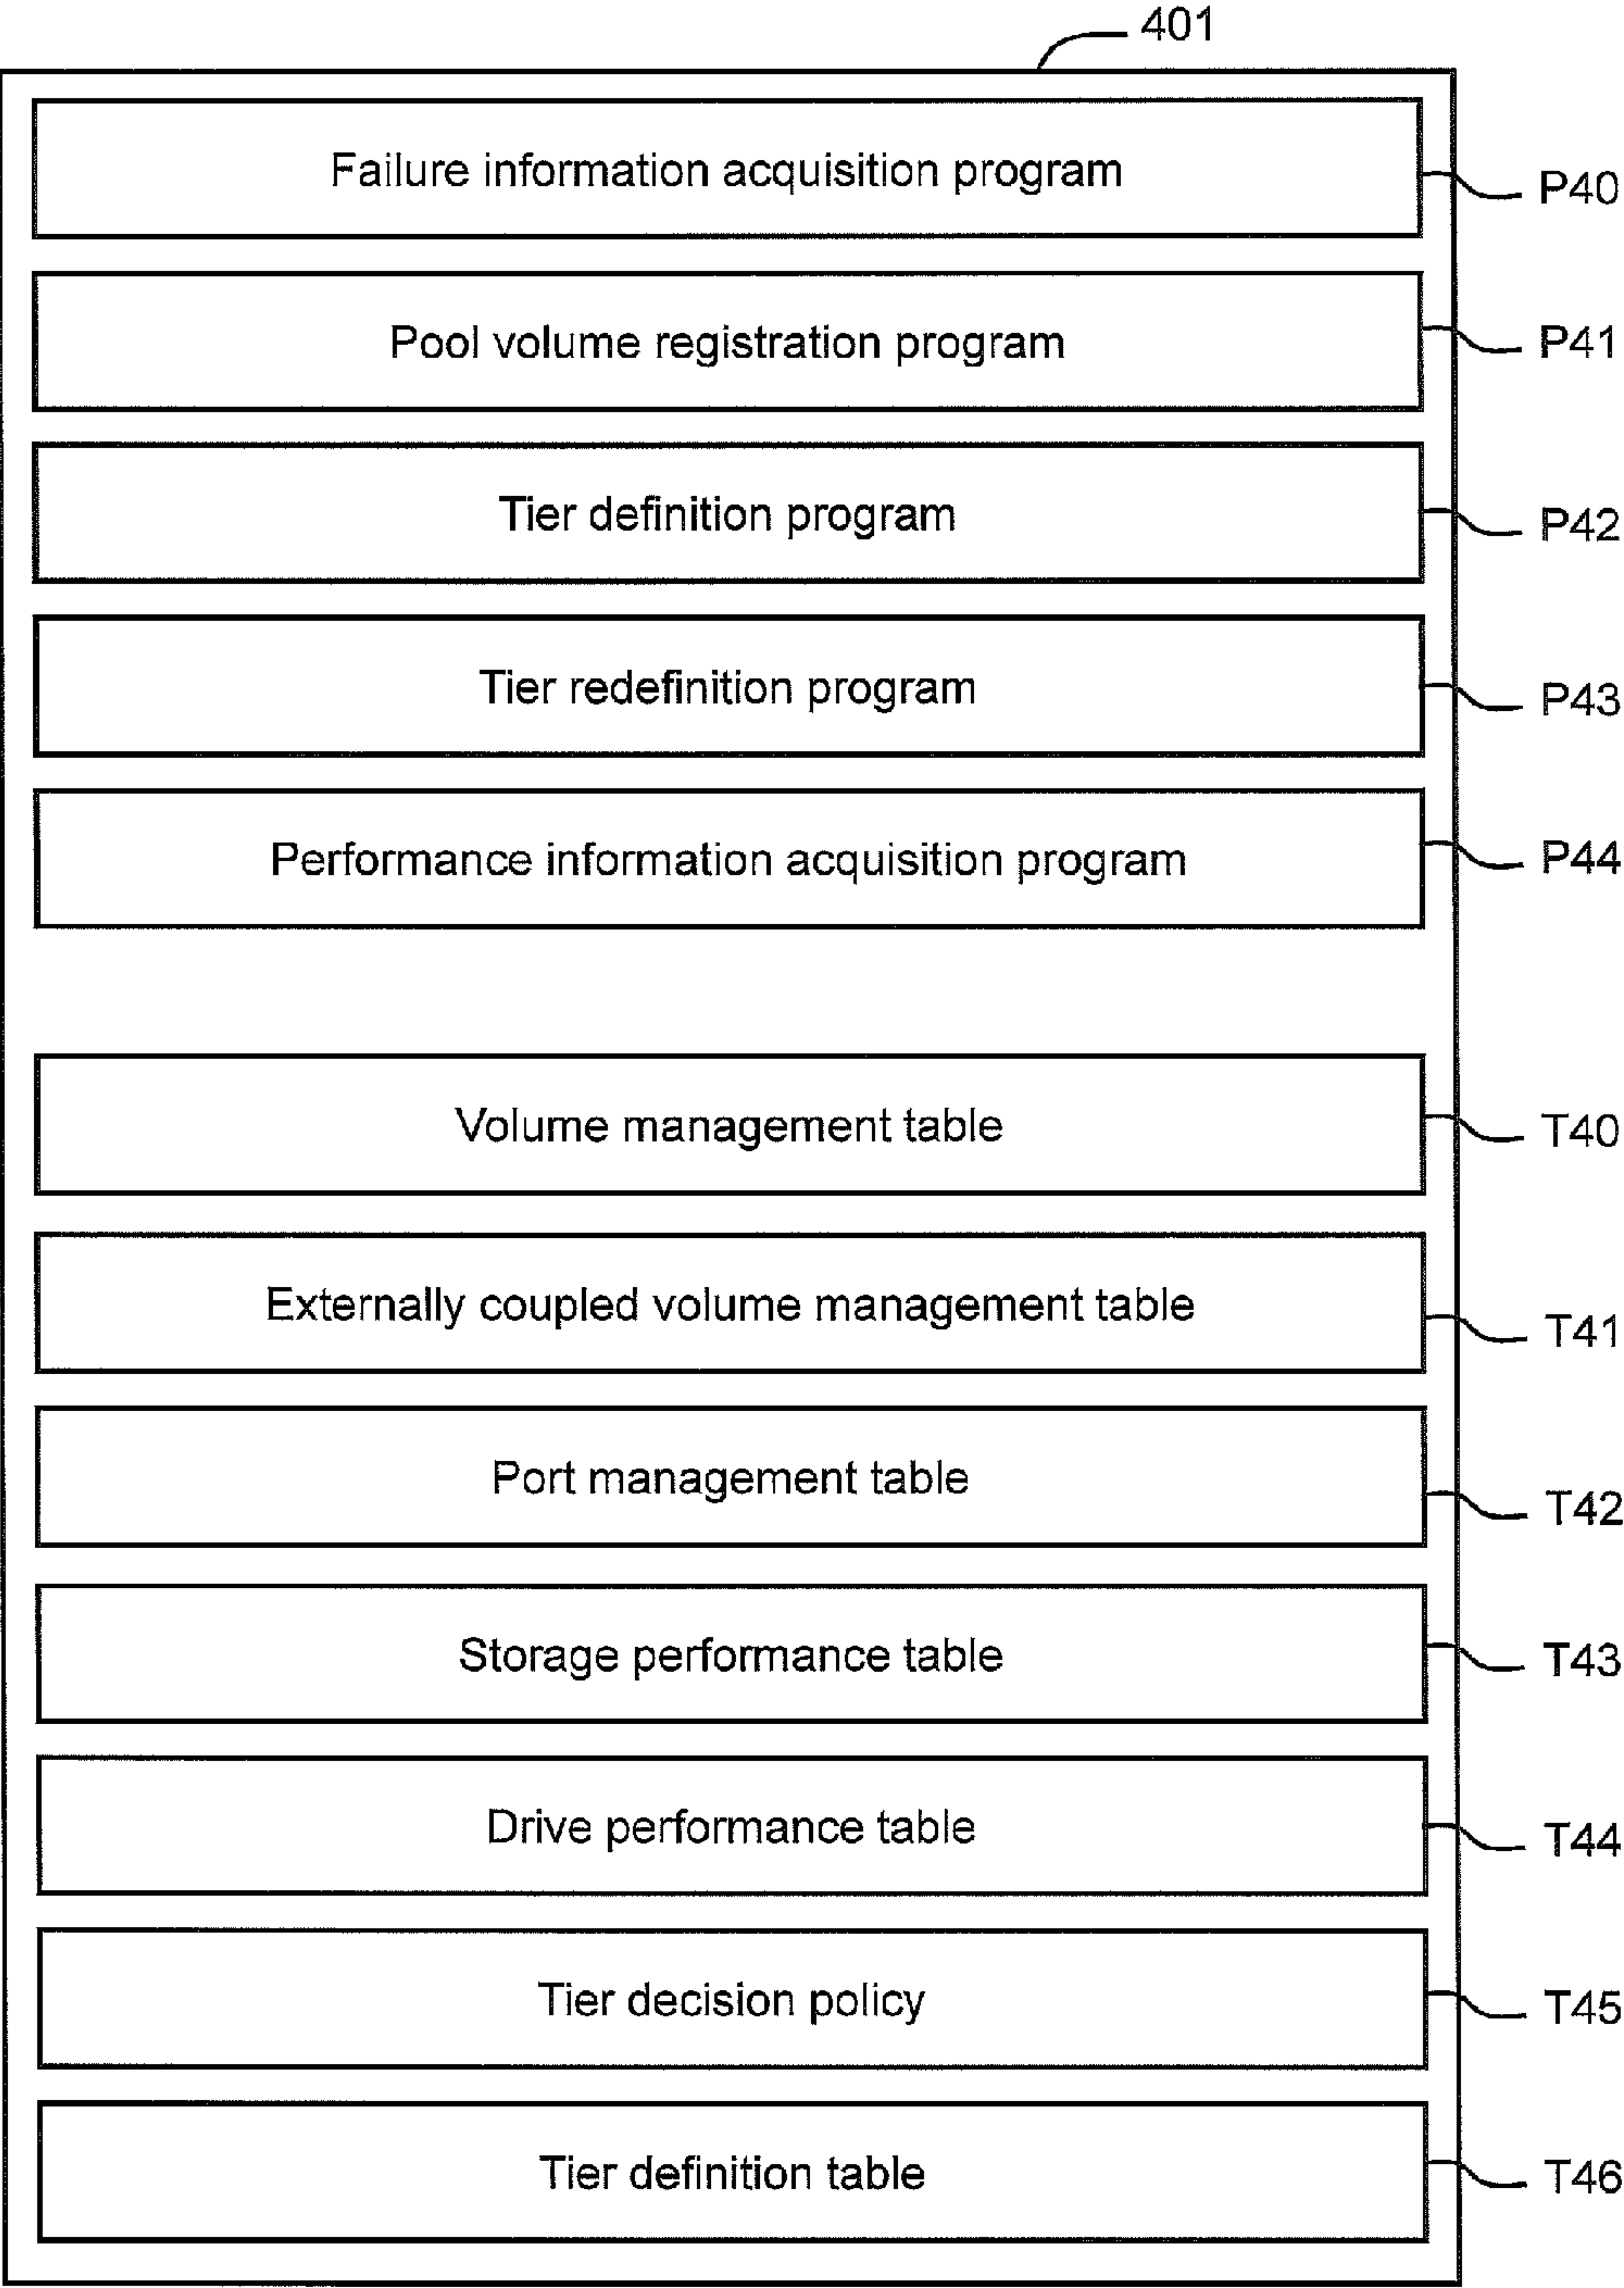 401
Failure information acquisition program
P40
Pool volume registration program
P41
Tier definition program
P42
Tier redefinition program
P43
Performance information acquisition program
P44
Volume management table
T40
Externally coupled volume management table
T41
Port management table
T42
Storage performance table
T43
Drive performance table
T44
Tier decision policy
T45
Tier definition table
T46